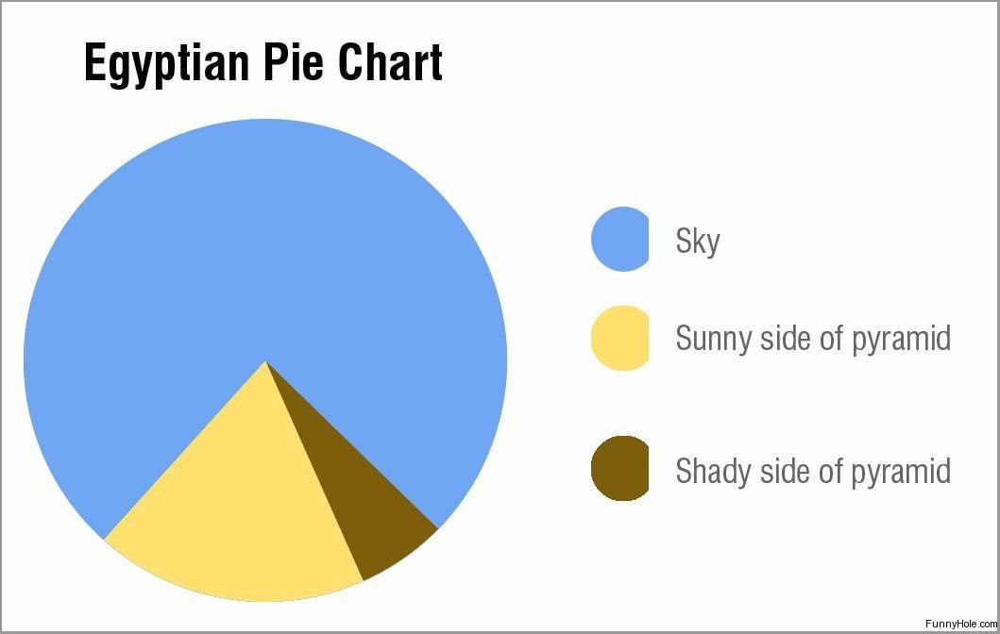 Egyptian Pie Chart
Sky
Sunny side of pyramid
Shady side of pyramid
FunnyHole.com